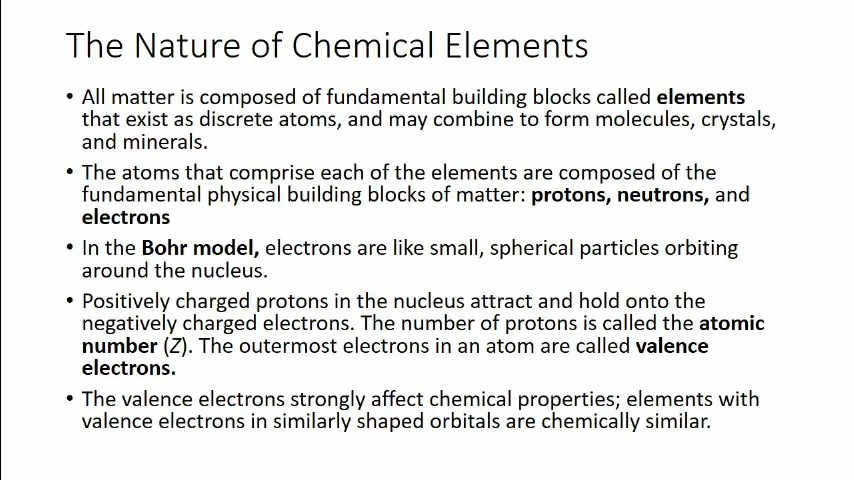 The Nature of Chemical Elements
• All matter is composed of fundamental building blocks called elements
that exist as discrete atoms, and may combine to form molecules, crystals,
and minerals.
• The atoms that comprise each of the elements are composed of the
fundamental physical building blocks of matter: protons, neutrons, and
electrons
• In the Bohr model, electrons are like small, spherical particles orbiting
around the nucleus.
• Positively charged protons in the nucleus attract and hold onto the
negatively charged electrons. The number of protons is called the atomic
number (Z). The outermost electrons in an atom are called valence
electrons.
• The valence electrons strongly affect chemical properties; elements with
valence electrons in similarly shaped orbitals are chemically similar.